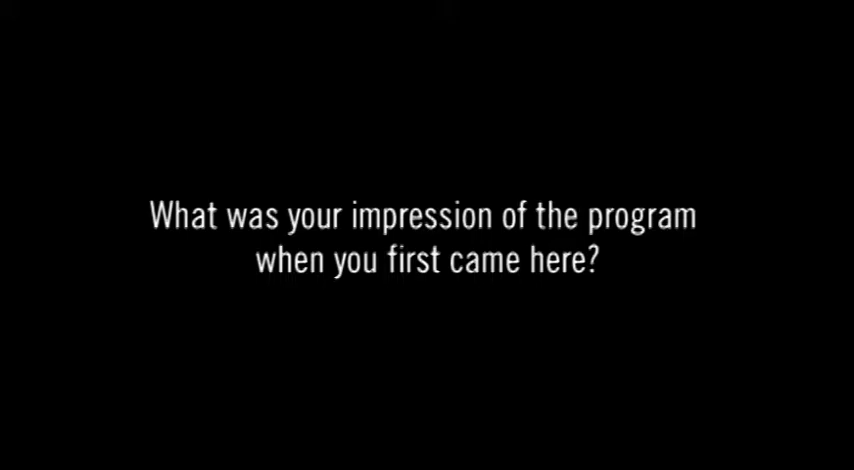 What was your impression of the program
when you first came here?